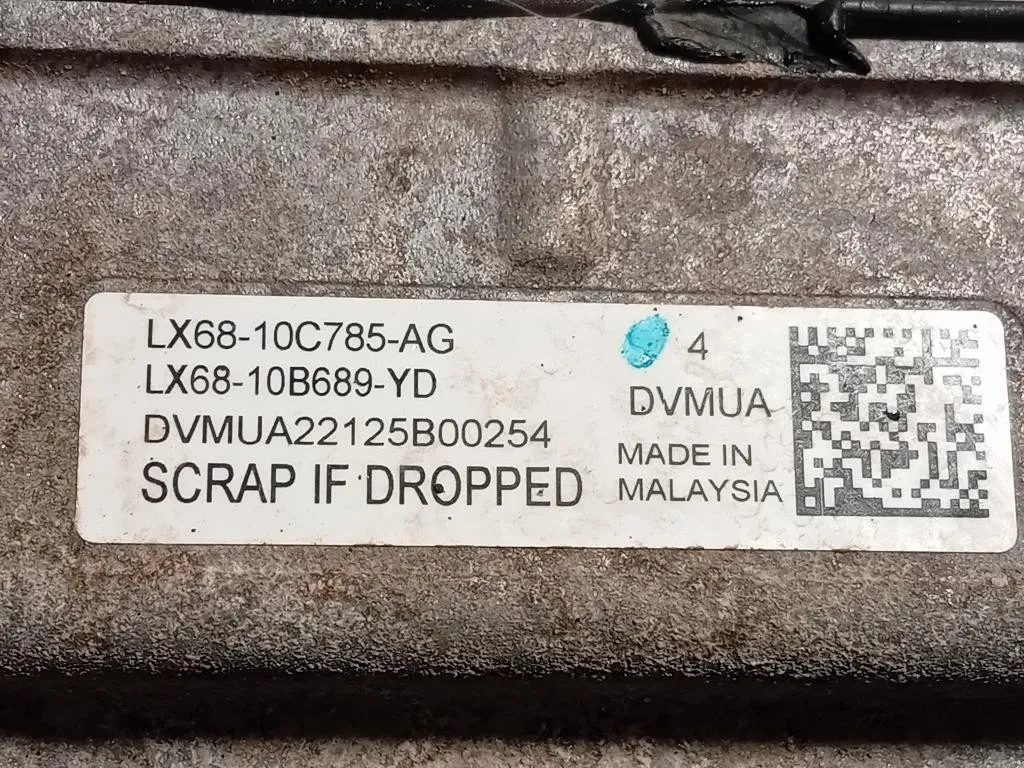 LX68-10C785-AG
LX68-10B689-YD
DVMUA22125B00254
SCRAP IF DROPPED
4
DVMUA
MADE IN
MALAYSIA